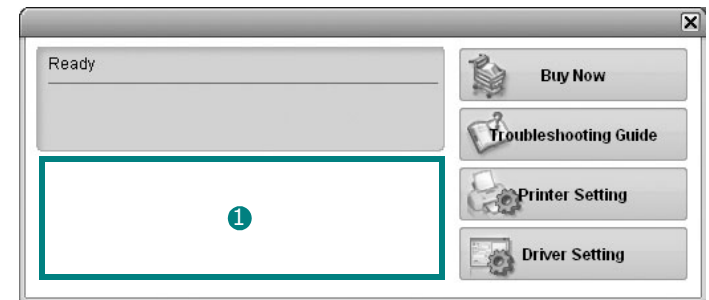 Ready
Buy Now
Troubleshooting Guide
1
Printer Setting
Driver Setting